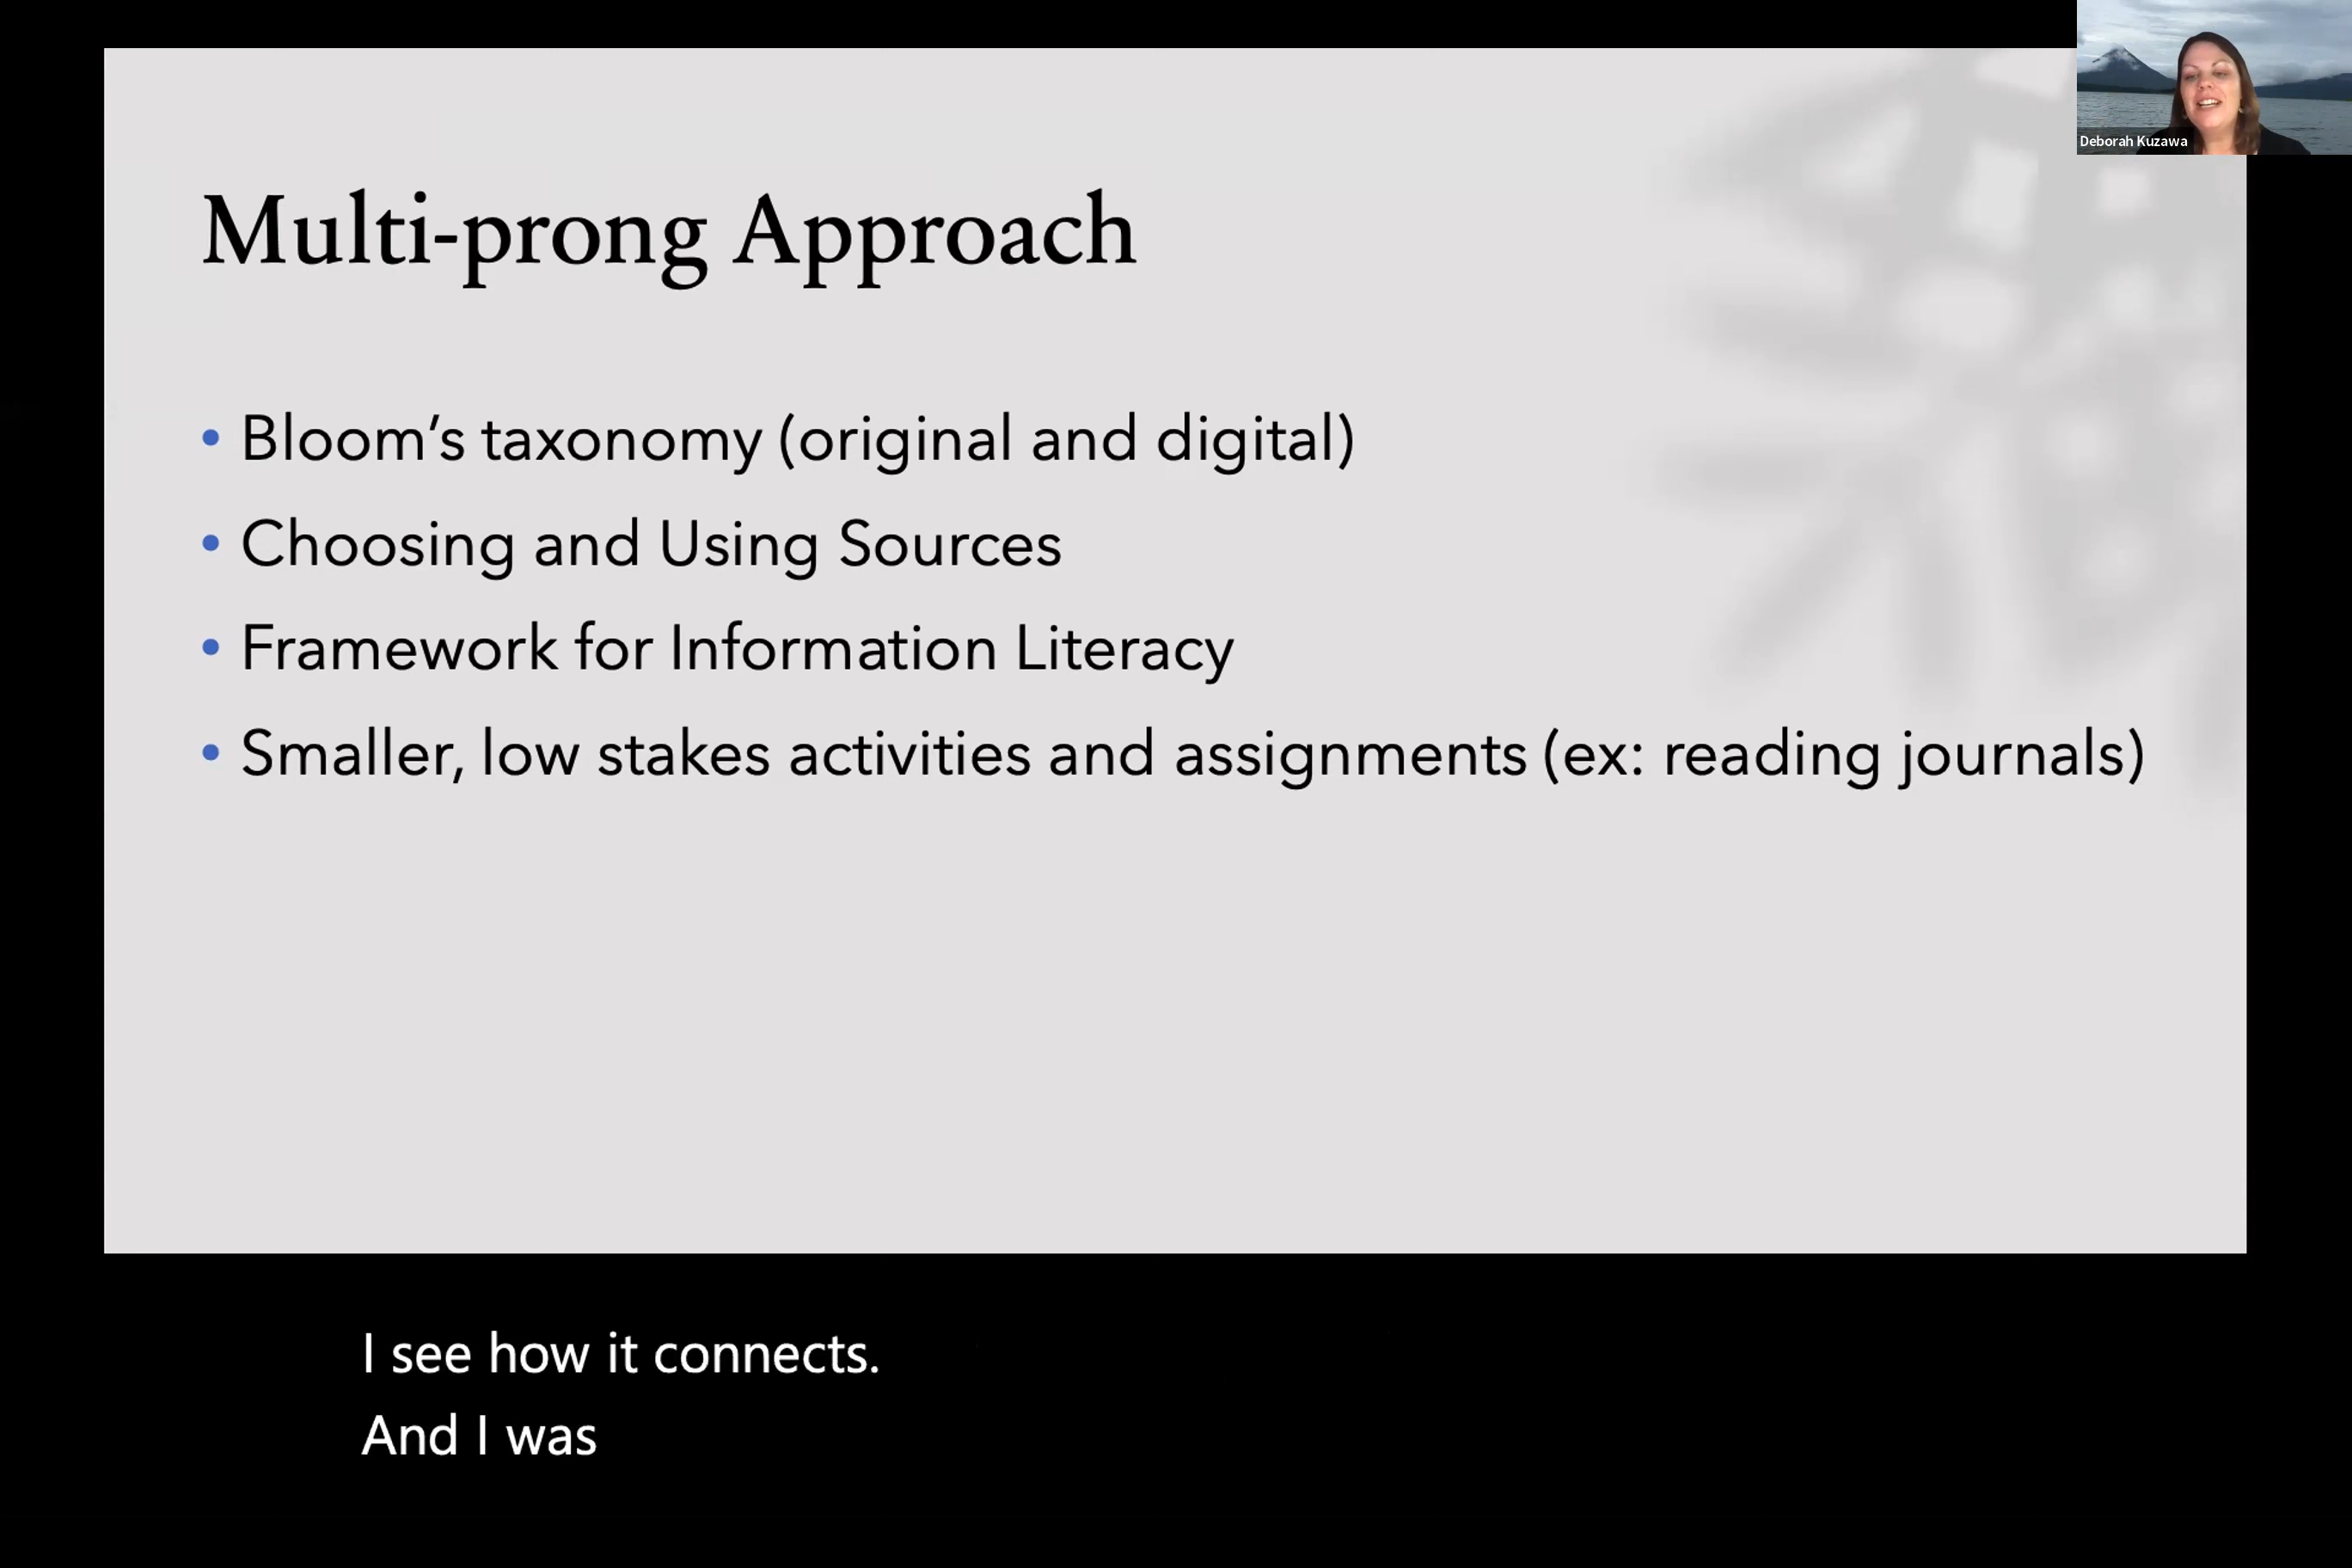 Deborah Kuzawa
Multi-prong Approach
• Bloom’s taxonomy (original and digital)
• Choosing and Using Sources
• Framework for Information Literacy
• Smaller, low stakes activities and assignments (ex: reading journals)
I see how it connects.
And I was